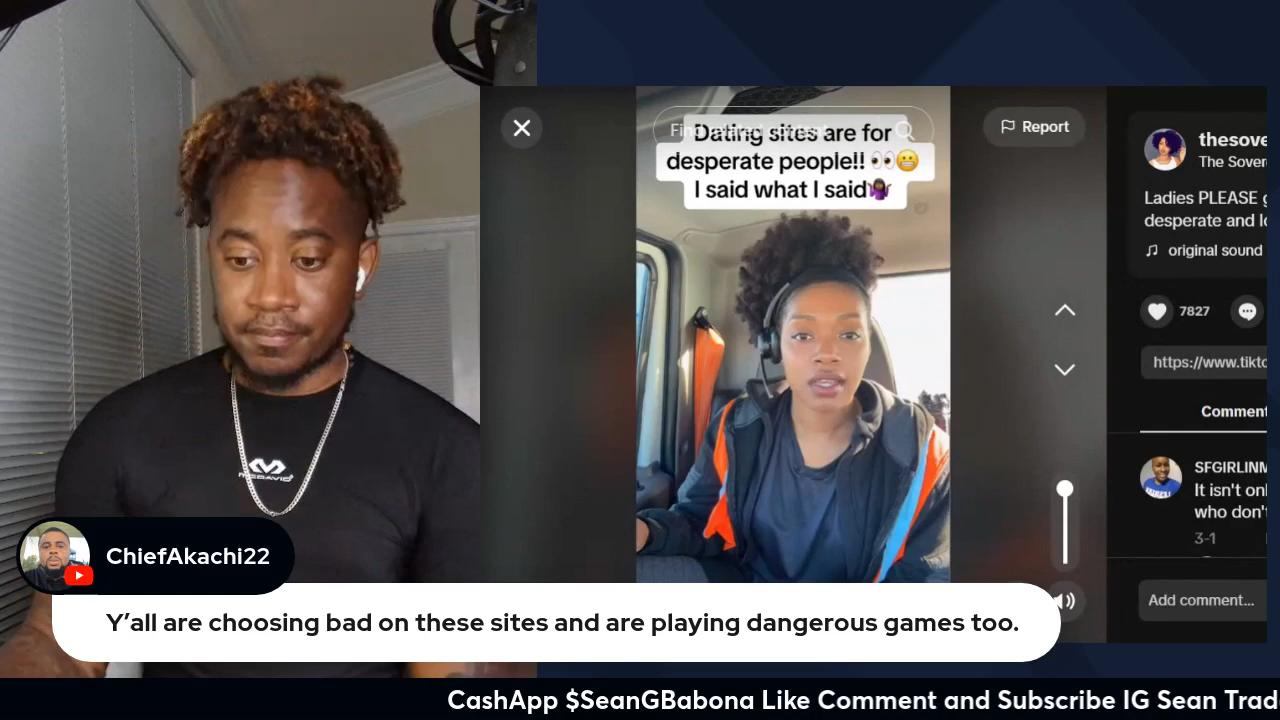 Dating sites are for
desperate people!! 👀😬
I said what I said🤷🏾‍♀️
Report
thesove
The Sover
Ladies PLEASE g
desperate and lo
original sound
7827
https://www.tikto
Comment
SFGIRLINM
It isn't onl
who don't
3-1
Add comment...
MCDAVID
ChiefAkachi22
Y'all are choosing bad on these sites and are playing dangerous games too.
CashApp $SeanGBabona Like Comment and Subscribe IG Sean Trad